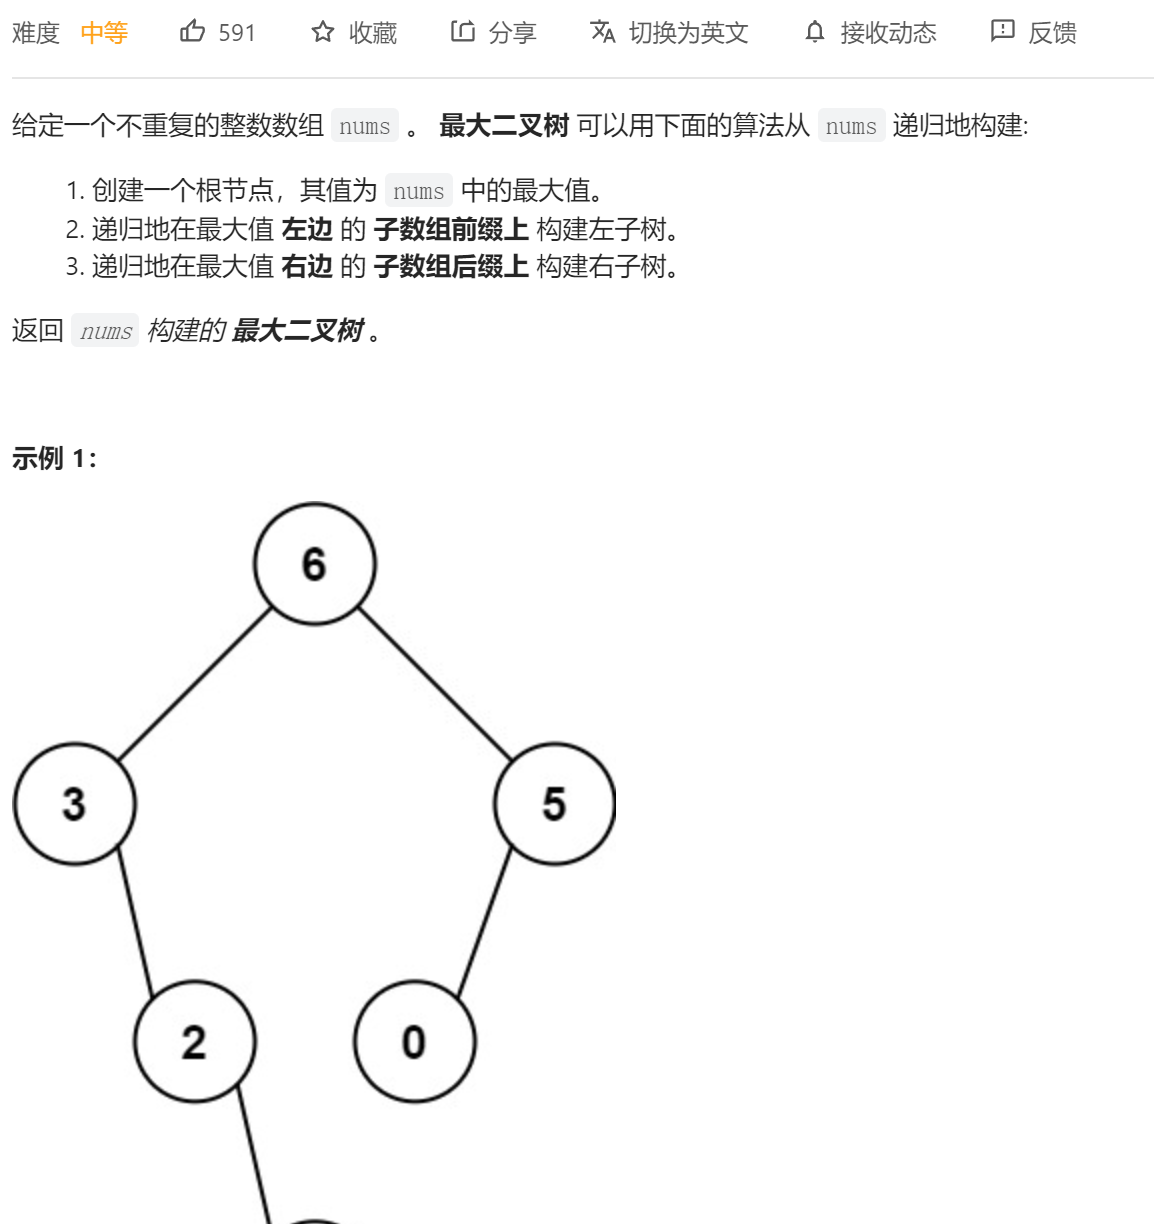 难度 中等 591 收藏 分享 切换为英文 接收动态 反馈
给定一个不重复的整数数组 nums 。 最大二叉树 可以用下面的算法从 nums 递归地构建:
1. 创建一个根节点，其值为 nums 中的最大值。
2. 递归地在最大值 左边 的 子数组前缀上 构建左子树。
3. 递归地在最大值 右边 的 子数组后缀上 构建右子树。
返回 nums 构建的 最大二叉树 。
示例 1：
6
3 5
2 0